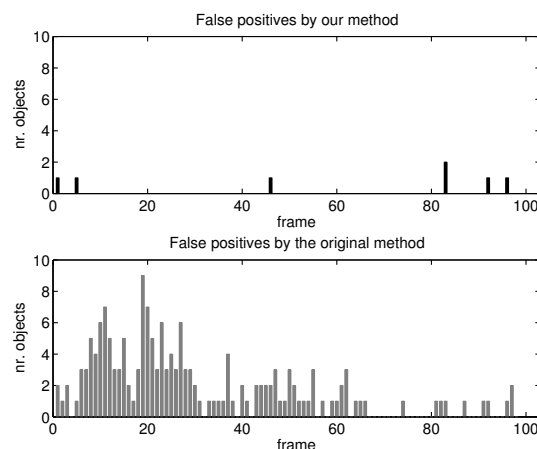 False positives by our method
10
8
6
4
2
0
nr. objects
0 20 40 60 80 100
frame
False positives by the original method
10
8
6
4
2
0
nr. objects
0 20 40 60 80 100
frame